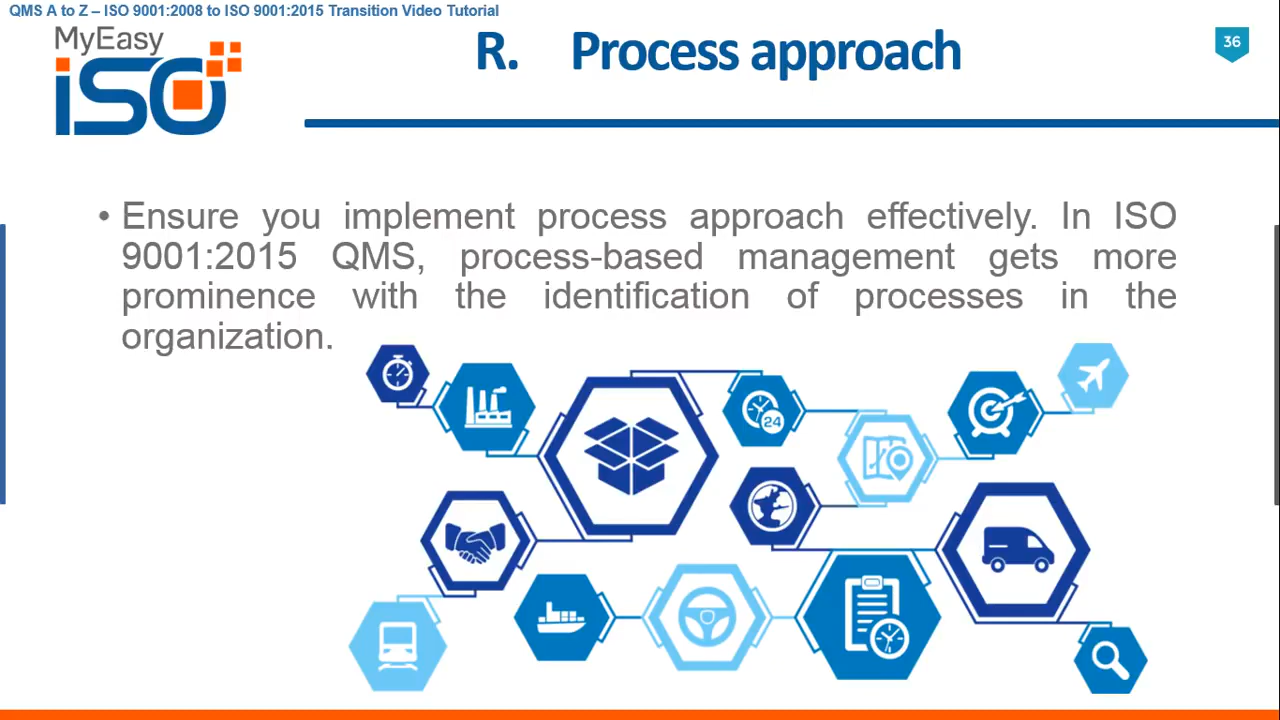 QMS A to Z – ISO 9001:2008 to ISO 9001:2015 Transition Video Tutorial
MyEasy
iSO
R. Process approach
36
• Ensure you implement process approach effectively. In ISO
9001:2015 QMS, process-based management gets more
prominence with the identification of processes in the
organization.
24